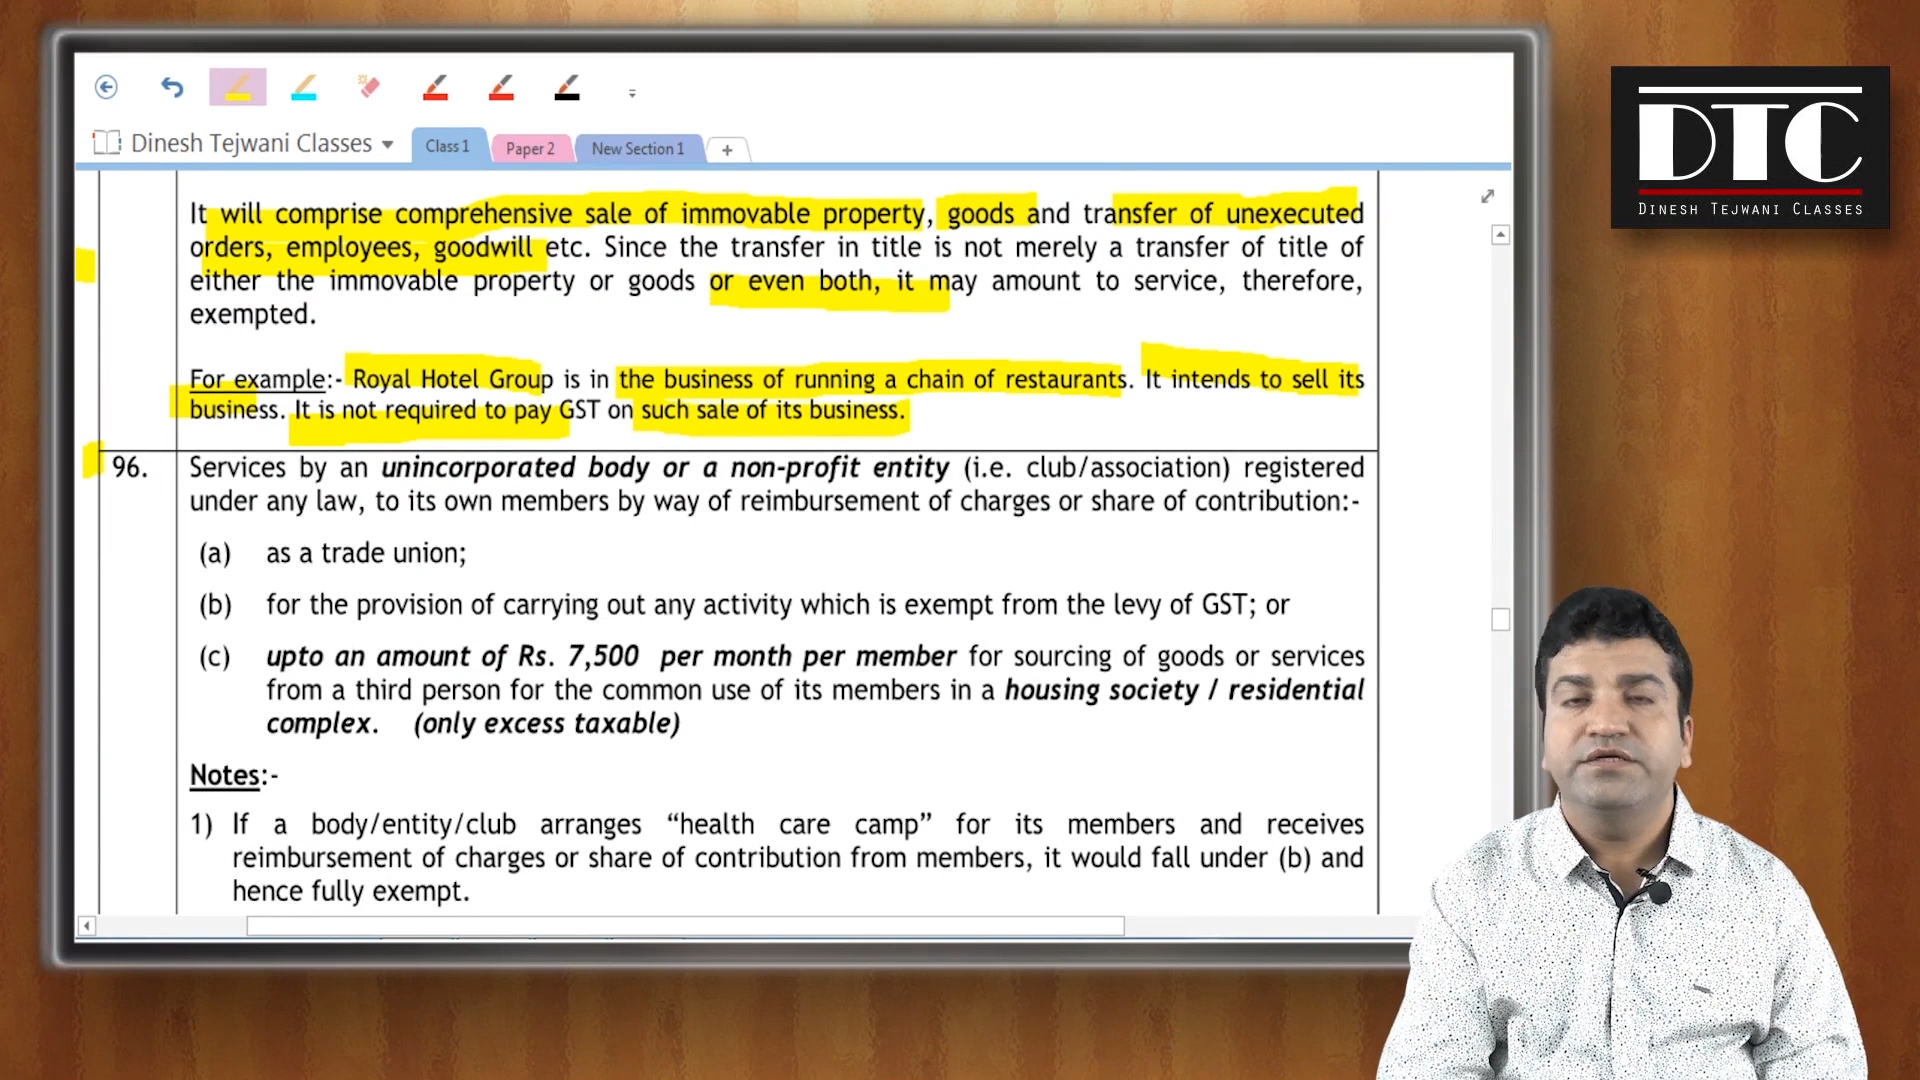 DTC
DINESH TEJWANI CLASSES
Dinesh Tejwani Classes
Class 1
Paper 2
New Section 1
+
It will comprise comprehensive sale of immovable property, goods and transfer of unexecuted
orders, employees, goodwill etc. Since the transfer in title is not merely a transfer of title of
either the immovable property or goods or even both, it may amount to service, therefore,
exempted.
For example:- Royal Hotel Group is in the business of running a chain of restaurants. It intends to sell its
business. It is not required to pay GST on such sale of its business.
96. Services by an unincorporated body or a non-profit entity (i.e. club/association) registered
under any law, to its own members by way of reimbursement of charges or share of contribution:-
(a) as a trade union;
(b) for the provision of carrying out any activity which is exempt from the levy of GST; or
(c) upto an amount of Rs. 7,500 per month per member for sourcing of goods or services
from a third person for the common use of its members in a housing society / residential
complex. (only excess taxable)
Notes:-
1) If a body/entity/club arranges “health care camp” for its members and receives
reimbursement of charges or share of contribution from members, it would fall under (b) and
hence fully exempt.